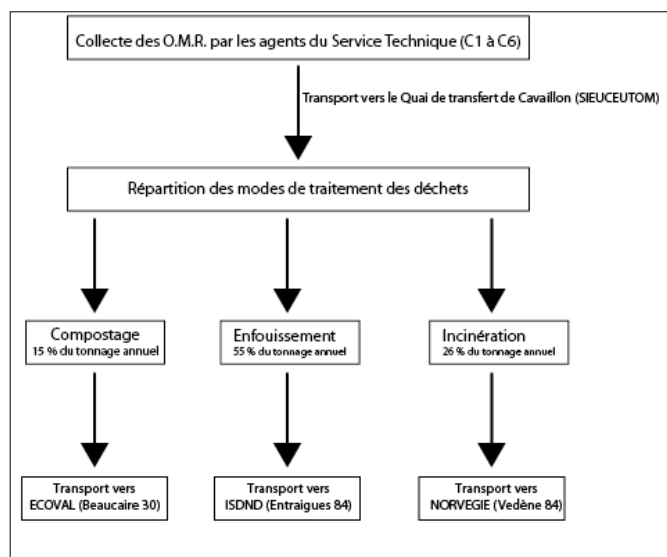 Collecte des O.M.R. par les agents du Service Technique (C1 à C6)
Transport vers le Quai de transfert de Cavaillon (SIEUCEUTOM)
Répartition des modes de traitement des déchets
Compostage
15 % du tonnage annuel
Enfouissement
55 % du tonnage annuel
Incinération
26 % du tonnage annuel
Transport vers
ECOVAL (Beaucaire 30)
Transport vers
ISDND (Entraigues 84)
Transport vers
NORVEGIE (Vedène 84)